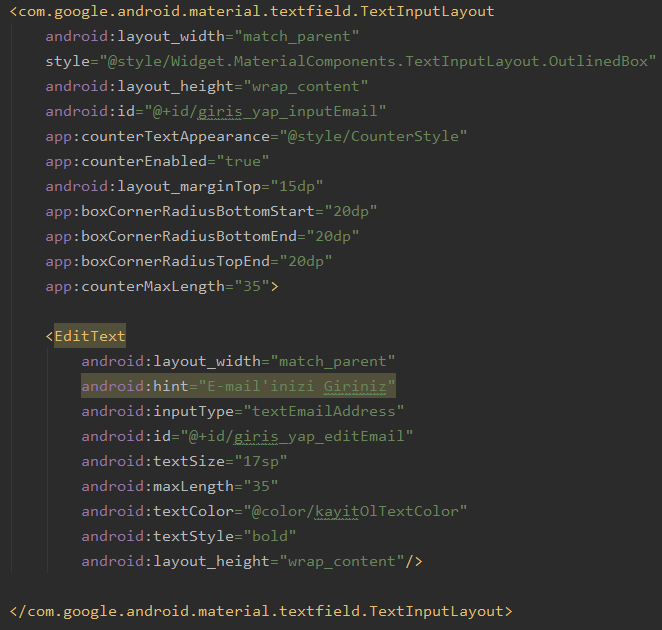 <com.google.android.material.textfield.TextInputLayout
    android:layout_width="match_parent"
    style="@style/Widget.MaterialComponents.TextInputLayout.OutlinedBox"
    android:layout_height="wrap_content"
    android:id="@+id/giris_yap_inputEmail"
    app:counterTextAppearance="@style/CounterStyle"
    app:counterEnabled="true"
    android:layout_marginTop="15dp"
    app:boxCornerRadiusBottomStart="20dp"
    app:boxCornerRadiusBottomEnd="20dp"
    app:boxCornerRadiusTopEnd="20dp"
    app:counterMaxLength="35">

    <EditText
        android:layout_width="match_parent"
        android:hint="E-mail'inizi Giriniz"
        android:inputType="textEmailAddress"
        android:id="@+id/giris_yap_editEmail"
        android:textSize="17sp"
        android:maxLength="35"
        android:textColor="@color/kayitOlTextColor"
        android:textStyle="bold"
        android:layout_height="wrap_content"/>

</com.google.android.material.textfield.TextInputLayout>